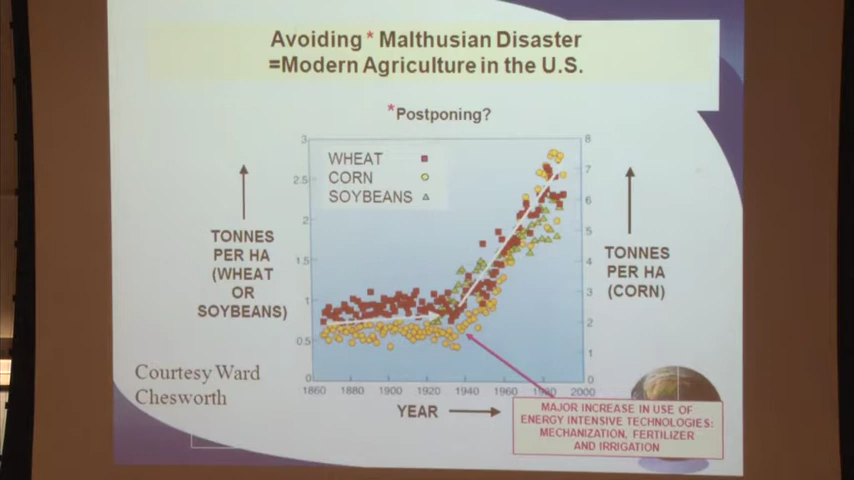 Avoiding * Malthusian Disaster
=Modern Agriculture in the U.S.
*Postponing?
WHEAT
CORN
SOYBEANS
3
2.5
2
1.5
1
0.5
0
8
7
6
5
4
3
2
1
0
TONNES
PER HA
(WHEAT
OR
SOYBEANS)
TONNES
PER HA
(CORN)
1860 1880 1900 1920 1940 1960 1980 2000
YEAR
Courtesy Ward
Chesworth
MAJOR INCREASE IN USE OF
ENERGY INTENSIVE TECHNOLOGIES:
MECHANIZATION, FERTILIZER
AND IRRIGATION